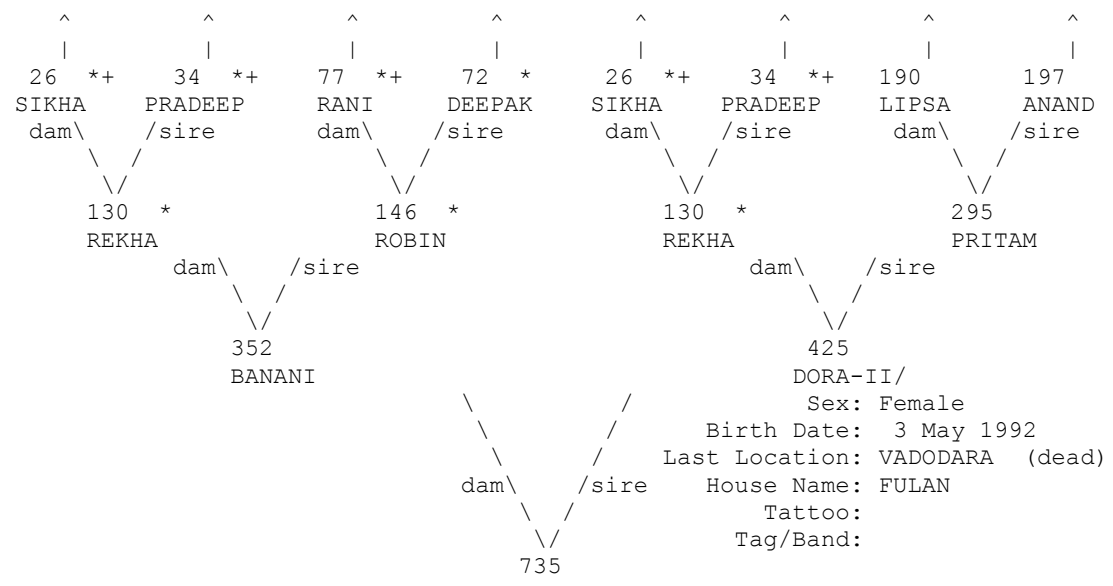 ^ ^ ^ ^ ^ ^ ^ ^
| | | | | | | |
26 *+ 34 *+ 77 *+ 72 * 26 *+ 34 *+ 190 197
SIKHA PRADEEP RANI DEEPAK SIKHA PRADEEP LIPSA ANAND
dam\ /sire dam\ /sire dam\ /sire dam\ /sire
\ / \ / \ / \ /
\/ \/ \/ \/
130 * 146 * 130 * 295
REKHA ROBIN REKHA PRITAM
dam\ /sire dam\ /sire
\ / \ /
\/ \/
352 425
BANANI DORA-II/
\ / Sex: Female
\ / Birth Date: 3 May 1992
\ / Last Location: VADODARA (dead)
dam\ /sire House Name: FULAN
\ / Tattoo:
\/ Tag/Band:
735